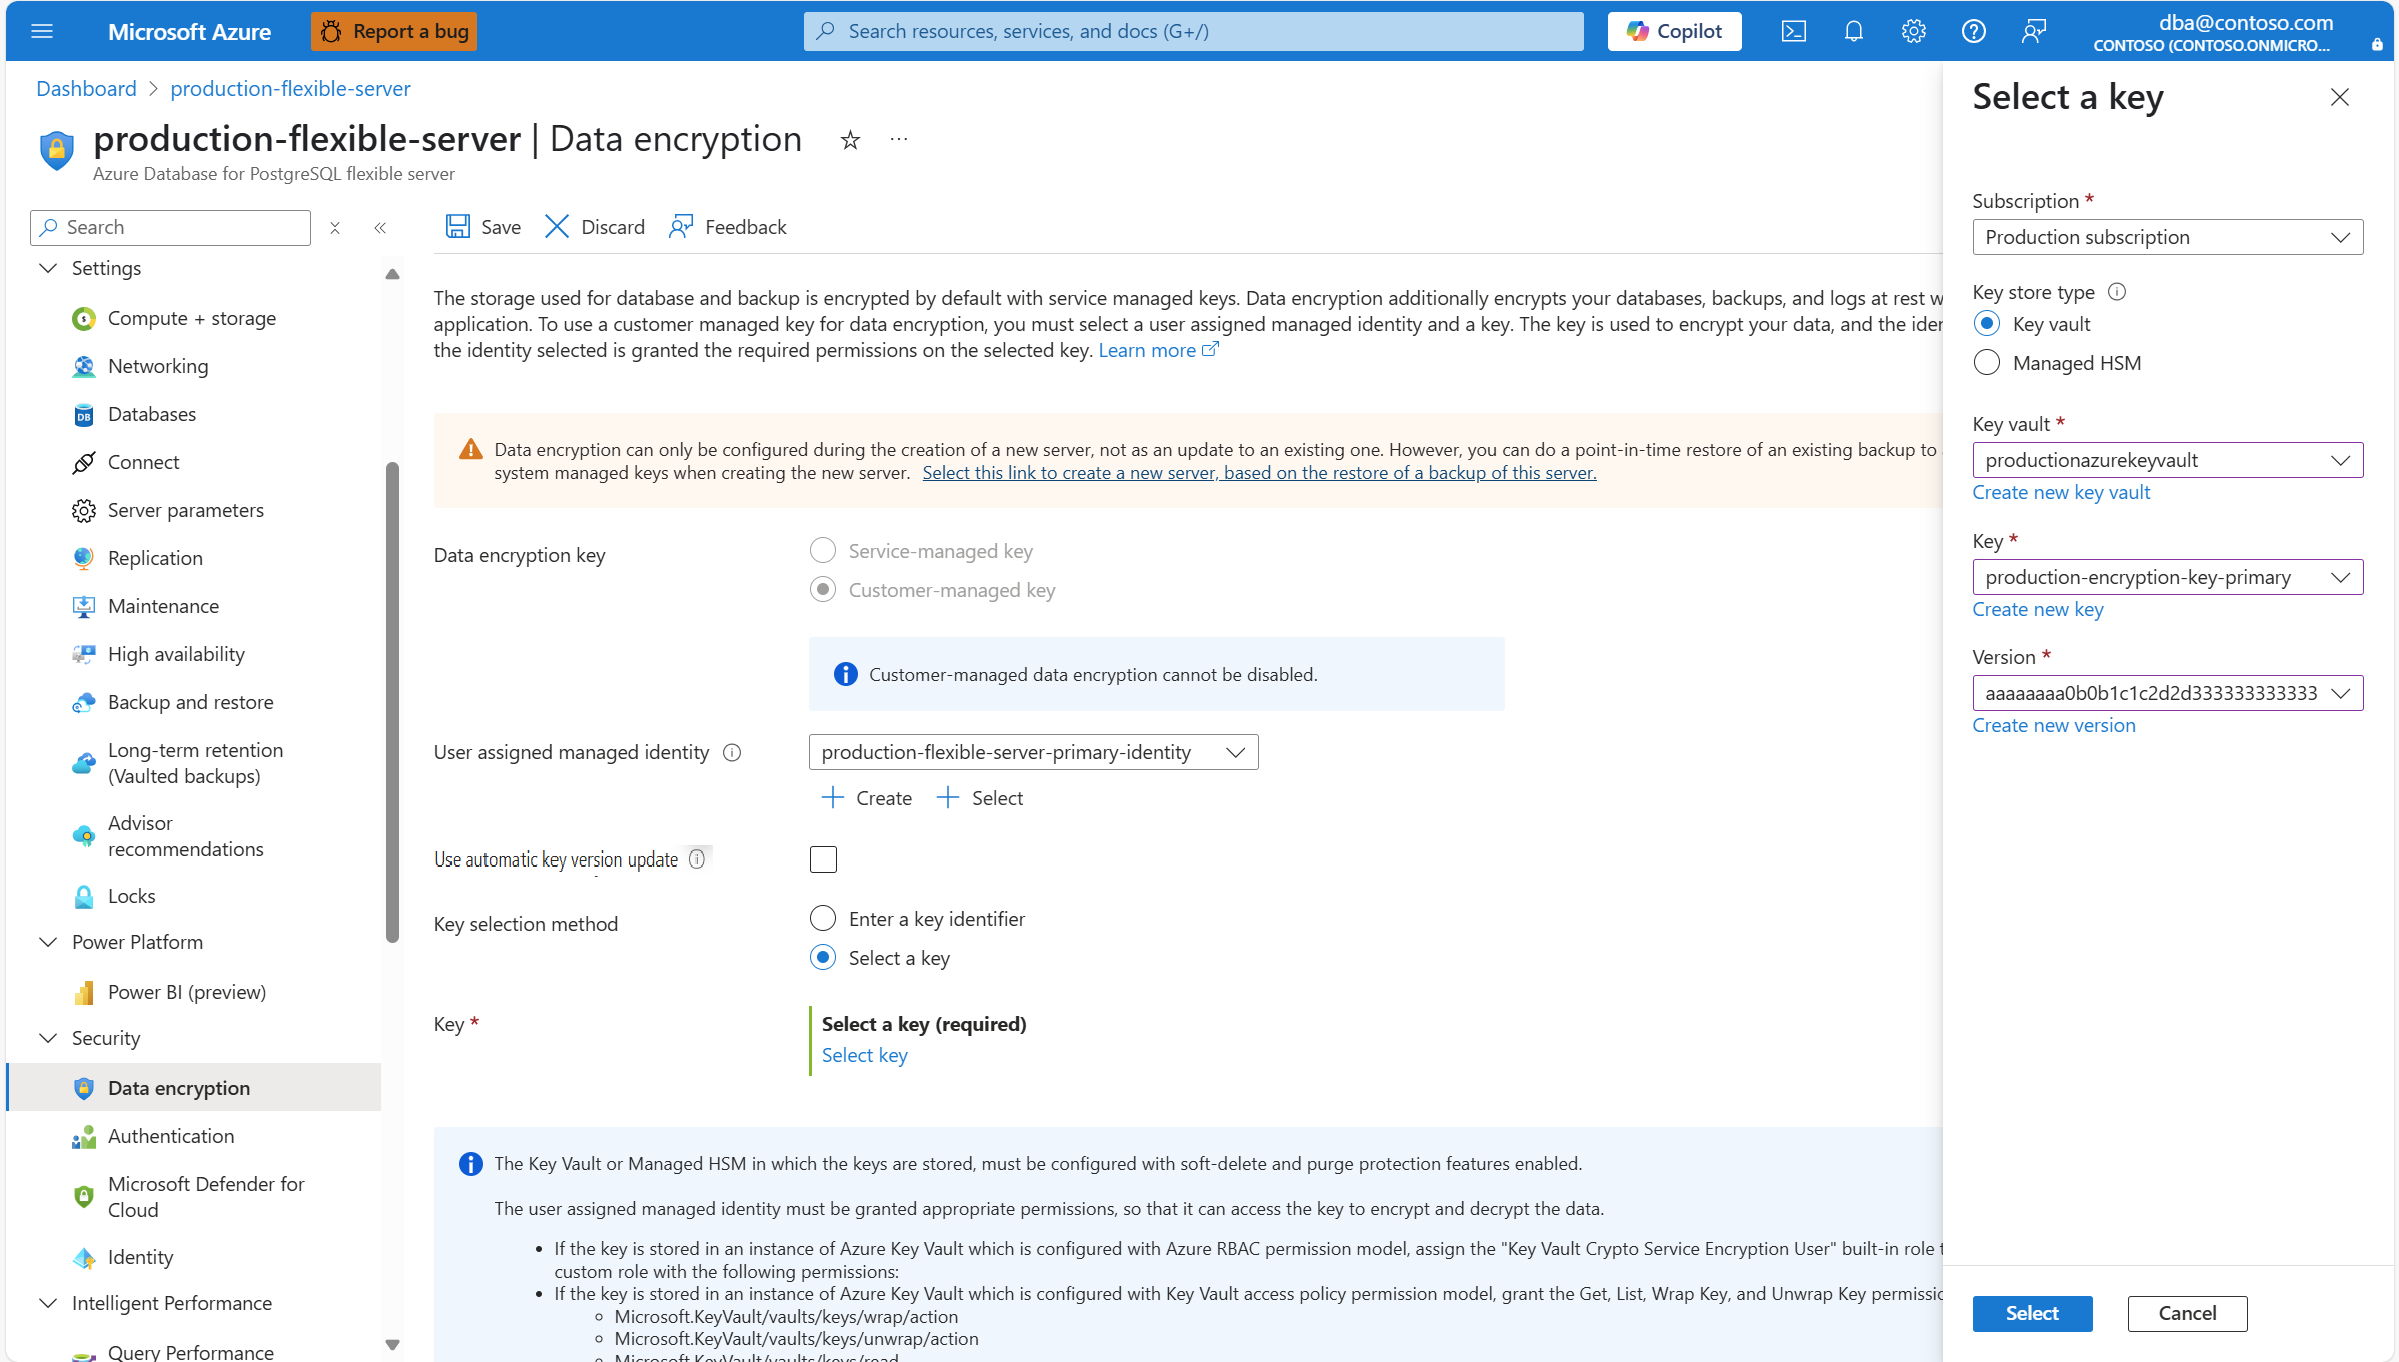 Microsoft Azure
Report a bug
Search resources, services, and docs (G+/)
Copilot
dba@contoso.com
CONTOSO (CONTOSO.ONMICRO...
Dashboard > production-flexible-server
production-flexible-server | Data encryption
Azure Database for PostgreSQL flexible server
Search
Settings
Compute + storage
Networking
Databases
Connect
Server parameters
Replication
Maintenance
High availability
Backup and restore
Long-term retention
(Vaulted backups)
Advisor
recommendations
Locks
Power Platform
Power BI (preview)
Security
Data encryption
Authentication
Microsoft Defender for
Cloud
Identity
Intelligent Performance
Query Performance
Save
Discard
Feedback
The storage used for database and backup is encrypted by default with service managed keys. Data encryption additionally encrypts your databases, backups, and logs at rest w
application. To use a customer managed key for data encryption, you must select a user assigned managed identity and a key. The key is used to encrypt your data, and the iden
the identity selected is granted the required permissions on the selected key. Learn more
Data encryption can only be configured during the creation of a new server, not as an update to an existing one. However, you can do a point-in-time restore of an existing backup to
system managed keys when creating the new server. Select this link to create a new server, based on the restore of a backup of this server.
Data encryption key
Service-managed key
Customer-managed key
Customer-managed data encryption cannot be disabled.
User assigned managed identity
production-flexible-server-primary-identity
Create
Select
Use automatic key version update
Key selection method
Enter a key identifier
Select a key
Key *
Select a key (required)
Select key
The Key Vault or Managed HSM in which the keys are stored, must be configured with soft-delete and purge protection features enabled.
The user assigned managed identity must be granted appropriate permissions, so that it can access the key to encrypt and decrypt the data.
• If the key is stored in an instance of Azure Key Vault which is configured with Azure RBAC permission model, assign the "Key Vault Crypto Service Encryption User" built-in role t
custom role with the following permissions:
• If the key is stored in an instance of Azure Key Vault which is configured with Key Vault access policy permission model, grant the Get, List, Wrap Key, and Unwrap Key permissic
Microsoft.KeyVault/vaults/keys/wrap/action
Microsoft.KeyVault/vaults/keys/unwrap/action
Microsoft.KeyVault/vaults/keys/read
Select a key
Subscription *
Production subscription
Key store type
Key vault
Managed HSM
Key vault *
productionazurekeyvault
Create new key vault
Key *
production-encryption-key-primary
Create new key
Version *
aaaaaaaa0b0b1c1c2d2d333333333333
Create new version
Select
Cancel